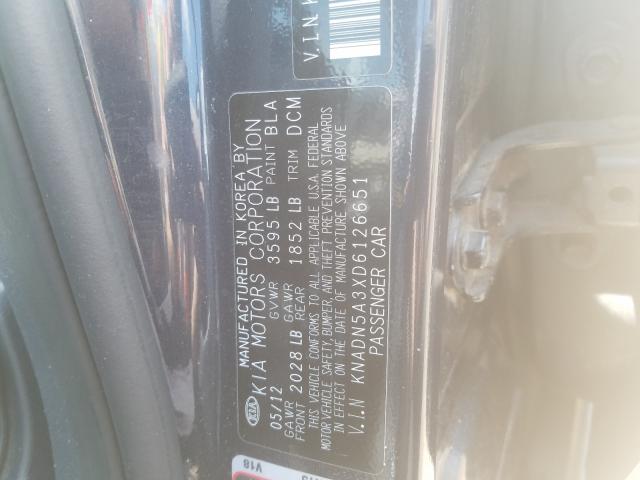 V.I.N
MANUFACTURED IN KOREA BY
KIA KIA MOTORS CORPORATION
05/12 GVWR 3595 LB PAINT BLA
GAWR FRONT 2028 LB GAWR REAR 1852 LB TRIM DCM
THIS VEHICLE CONFORMS TO ALL APPLICABLE U.S.A. FEDERAL
MOTOR VEHICLE SAFETY, BUMPER, AND THEFT PREVENTION STANDARDS
IN EFFECT ON THE DATE OF MANUFACTURE SHOWN ABOVE
V.I.N KNADN5A3XD6126651
PASSENGER CAR
V18